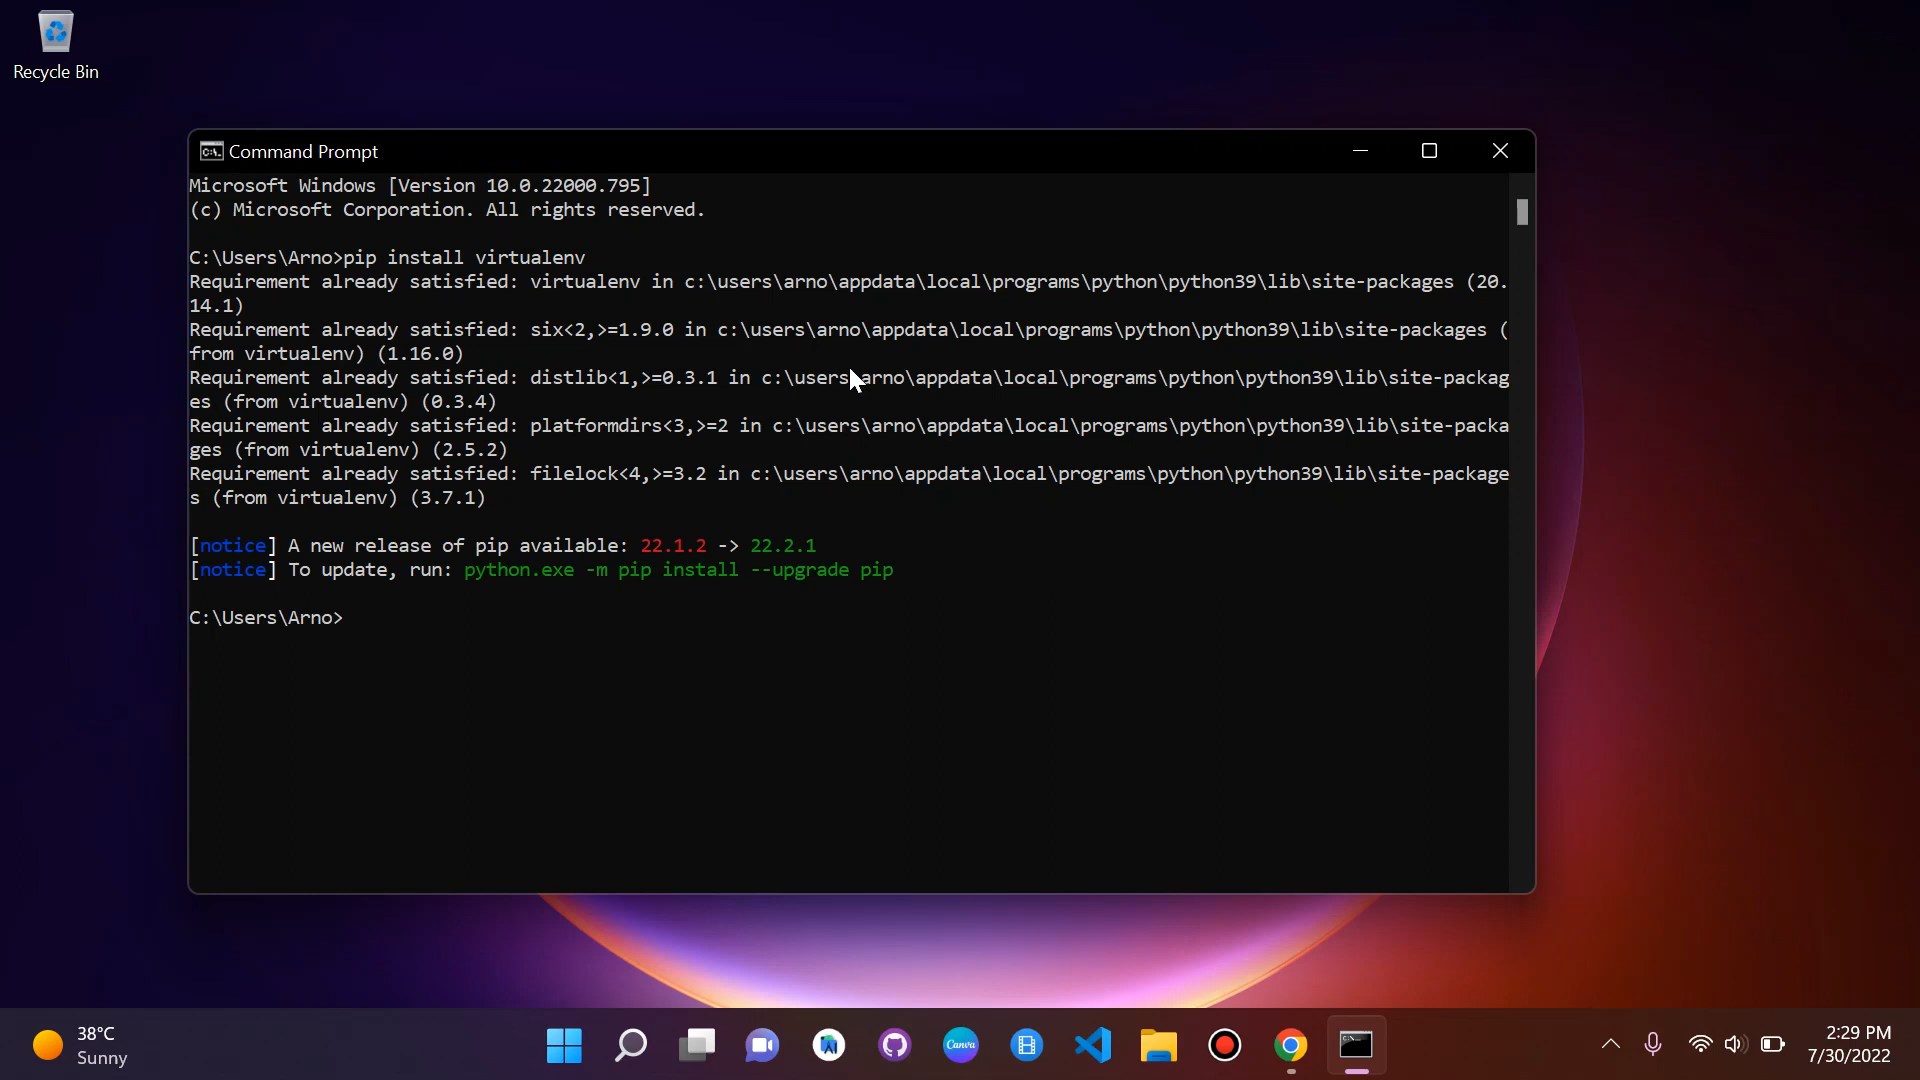 Recycle Bin
Command Prompt
Microsoft Windows [Version 10.0.22000.795]
(c) Microsoft Corporation. All rights reserved.
C:\Users\Arno>pip install virtualenv
Requirement already satisfied: virtualenv in c:\users\arno\appdata\local\programs\python\python39\lib\site-packages (20.
14.1)
Requirement already satisfied: six<2,>=1.9.0 in c:\users\arno\appdata\local\programs\python\python39\lib\site-packages (
from virtualenv) (1.16.0)
Requirement already satisfied: distlib<1,>=0.3.1 in c:\users\arno\appdata\local\programs\python\python39\lib\site-packag
es (from virtualenv) (0.3.4)
Requirement already satisfied: platformdirs<3,>=2 in c:\users\arno\appdata\local\programs\python\python39\lib\site-packa
ges (from virtualenv) (2.5.2)
Requirement already satisfied: filelock<4,>=3.2 in c:\users\arno\appdata\local\programs\python\python39\lib\site-package
s (from virtualenv) (3.7.1)
[notice] A new release of pip available: 22.1.2 -> 22.2.1
[notice] To update, run: python.exe -m pip install --upgrade pip
C:\Users\Arno>
38°C
Sunny
Canva
2:29 PM
7/30/2022